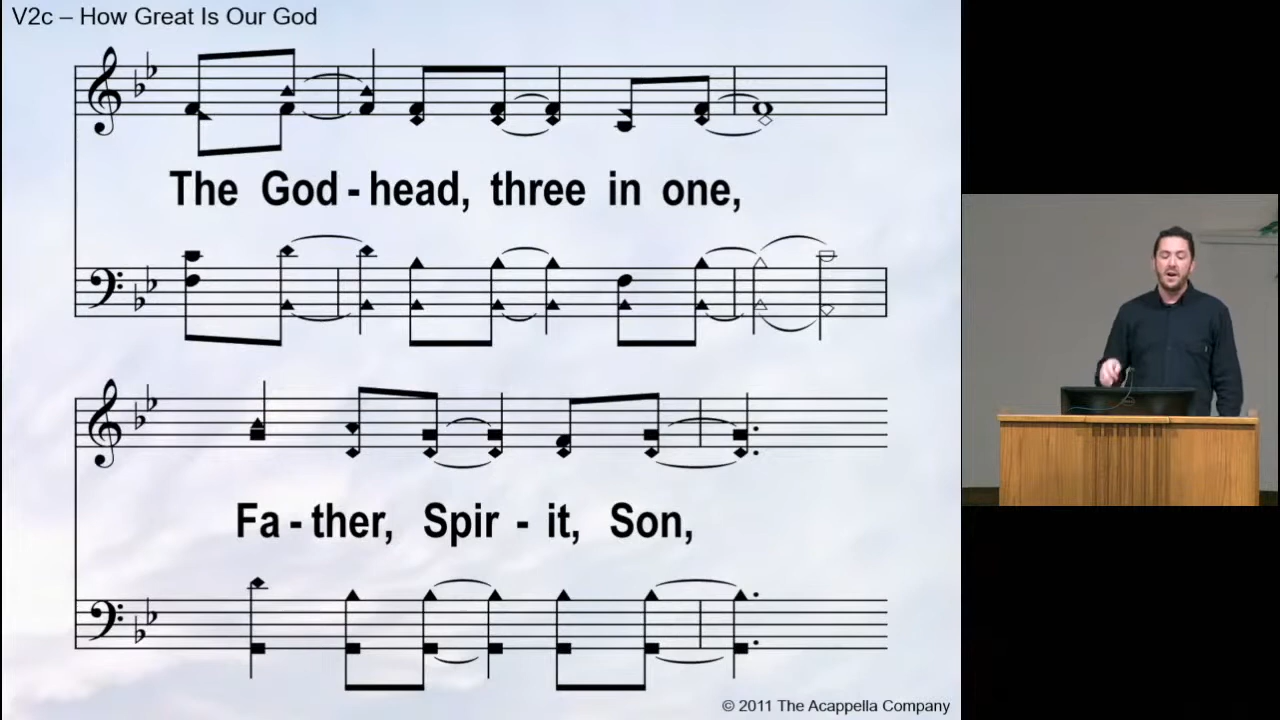 V2c – How Great Is Our God
The God - head, three in one,
Fa - ther, Spir - it, Son,
© 2011 The Acappella Company